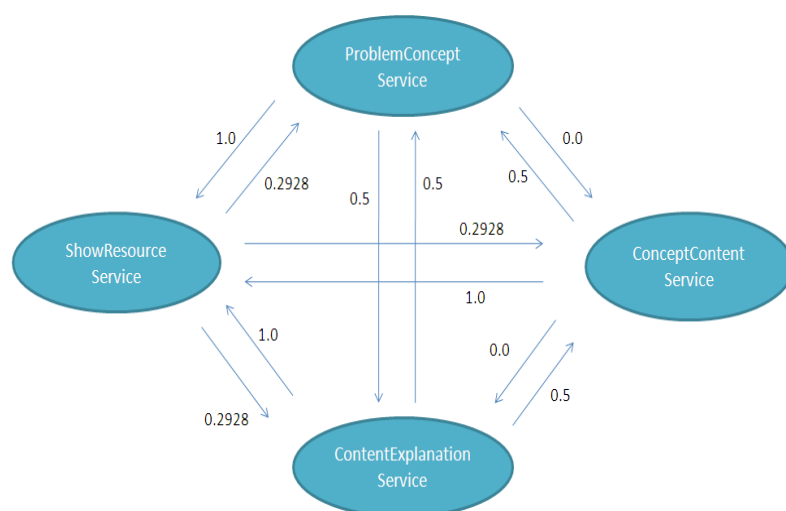 ProblemConcept
Service
1.0
0.0
0.2928
0.5
0.5
0.5
ShowResource
Service
0.2928
ConceptContent
Service
1.0
1.0
0.0
0.2928
0.5
ContentExplanation
Service